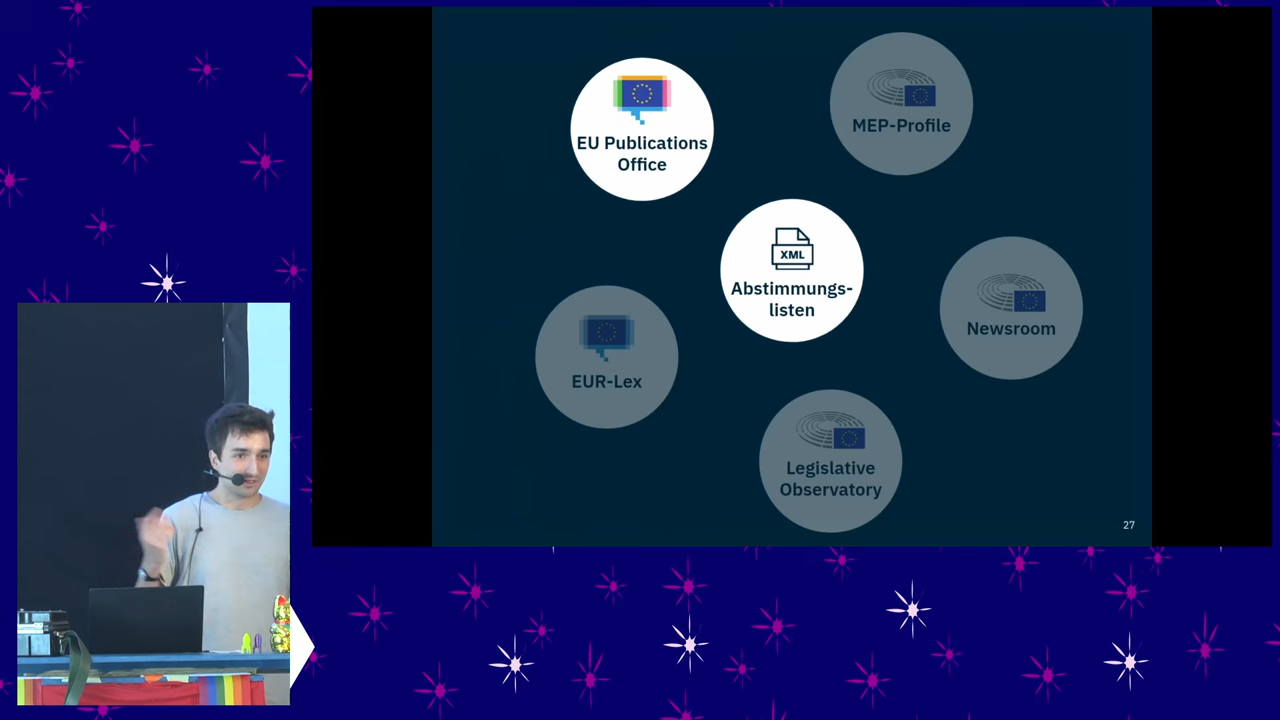 EU Publications
Office
MEP-Profile
XML
Abstimmungs-
listen
Newsroom
EUR-Lex
Legislative
Observatory
27